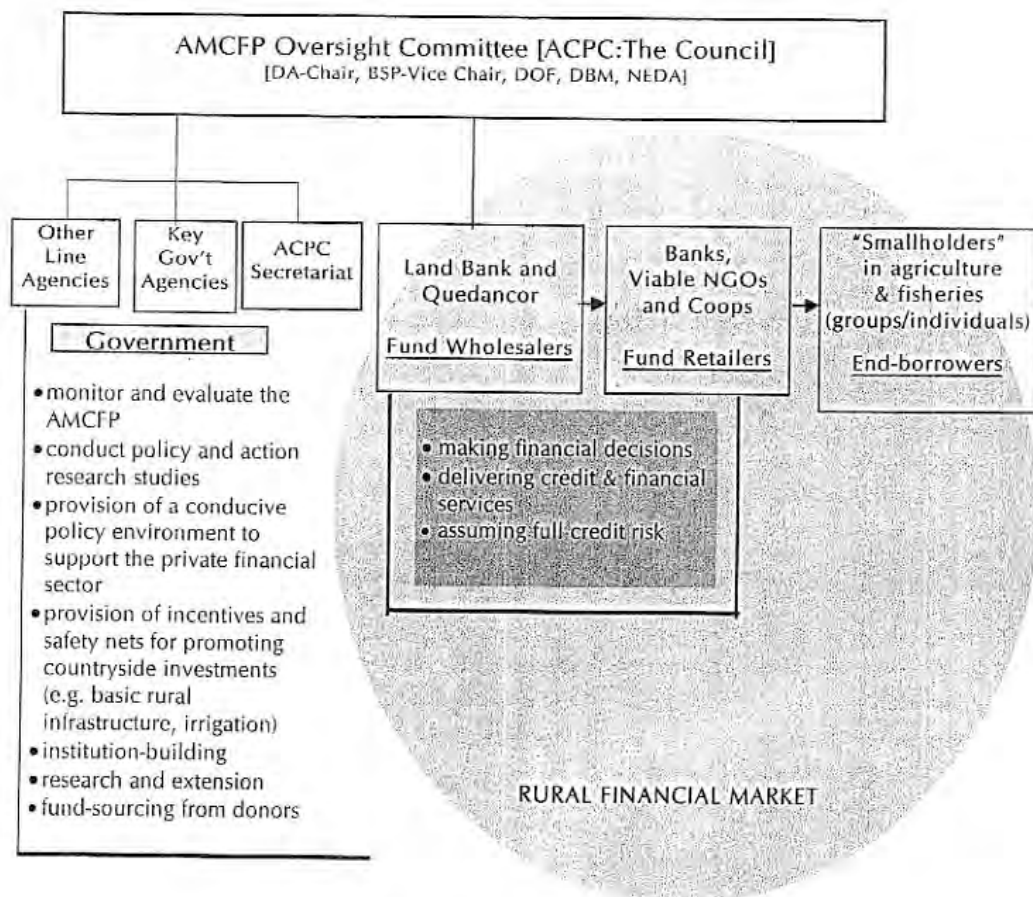 AMCFP Oversight Committee [ACPC:The Council]
[DA-Chair, BSP-Vice Chair, DOF, DBM, NEDA]
Other
Line
Agencies
Key
Gov't
Agencies
ACPC
Secretariat
Land Bank and
Quedancor
Fund Wholesalers
Banks,
Viable NGOs
and Coops
Fund Retailers
"Smallholders"
in agriculture
& fisheries
(groups/individuals)
End-borrowers
Government
•monitor and evaluate the
AMCFP
•conduct policy and action
research studies
•provision of a conducive
policy environment to
support the private financial
sector
•provision of incentives and
safety nets for promoting
countryside investments
(e.g. basic rural
infrastructure, irrigation)
•institution-building
•research and extension
•fund-sourcing from donors
• making financial decisions
• delivering credit & financial
services
• assuming full credit risk
RURAL FINANCIAL MARKET